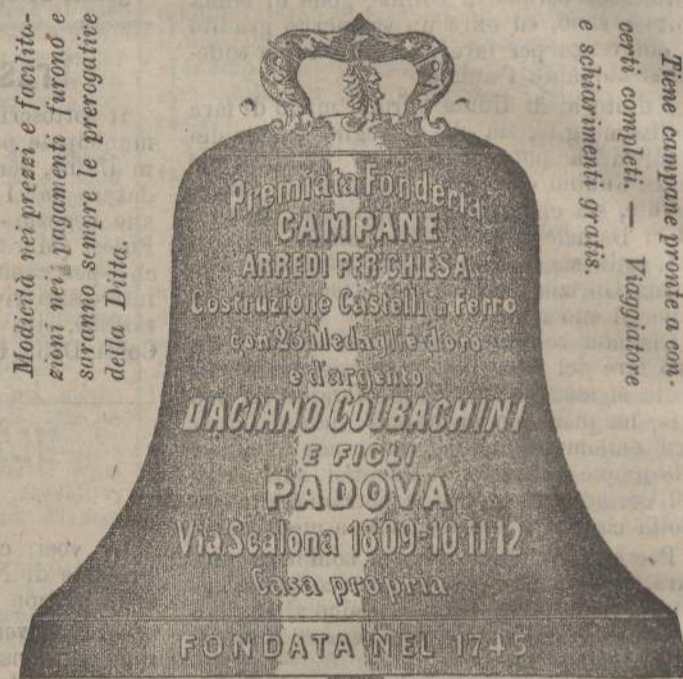 Modicità nei prezzi e facilita-
zioni nei pagamenti furono e
saranno sempre le prerogative
della Ditta.
Premiata Fonderia
CAMPANE
ARREDI PER CHIESA
Costruzione Castelli in Ferro
con 25 Medaglie d'oro
e d'argento
DACIANO COLBACHINI
E FIGLI
PADOVA
Via Scalona 1809-10, 11-12
Casa propria
FONDATA NEL 1745
Tiene campane pronte a con-
certi completi. — Viaggiatore
e schiarimenti gratis.